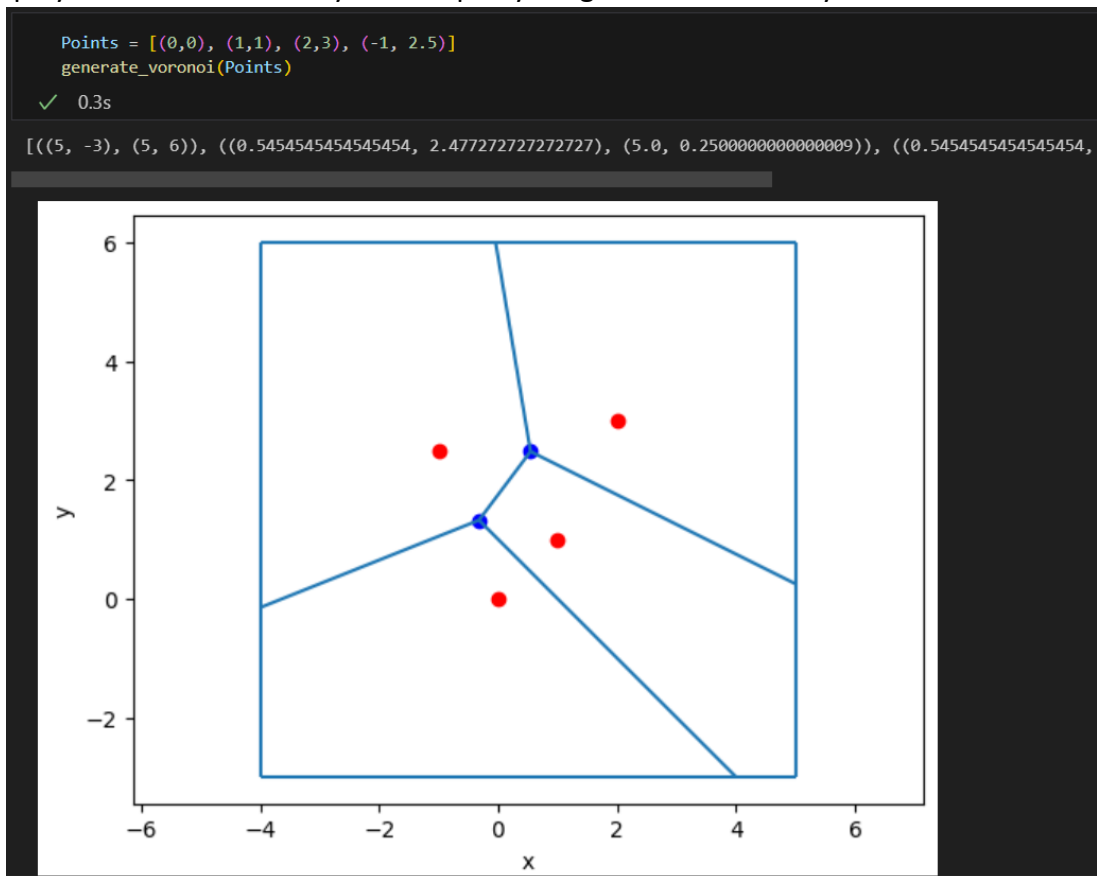 Points = [(0,0), (1,1), (2,3), (-1, 2.5)]
generate_voronoi(Points)
✓ 0.3s
[((5, -3), (5, 6)), ((0.5454545454545454, 2.477272727272727), (5.0, 0.2500000000000009)), ((0.5454545454545454,
6
4
2
0
−2
y
−6 −4 −2 0 2 4 6
x